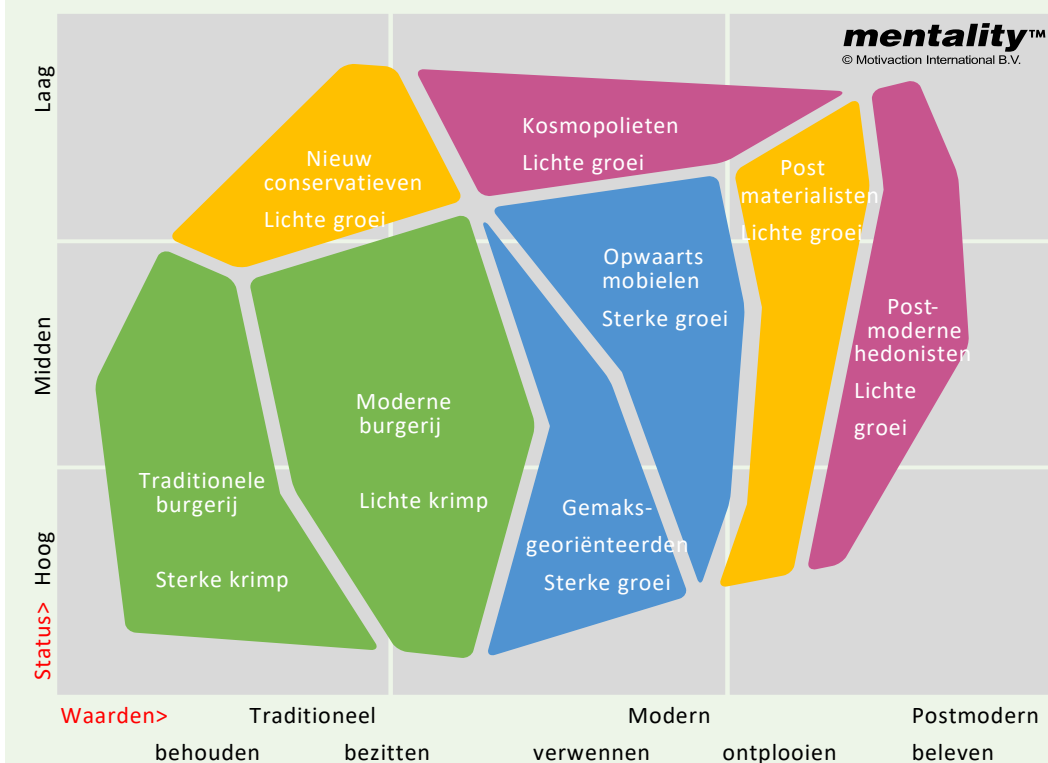 mentality™
© Motivaction International B.V.
Laag
Kosmopolieten
Lichte groei
Nieuw
conservatieven
Lichte groei
Post
materialisten
Lichte groei
Opwaarts
mobielen
Sterke groei
Midden
Post-
moderne
hedonisten
Lichte
groei
Moderne
burgerij
Lichte krimp
Traditionele
burgerij
Sterke krimp
Gemaks-
georiënteerden
Sterke groei
Status> Hoog
Waarden> Traditioneel Modern Postmodern
behouden bezitten verwennen ontplooien beleven